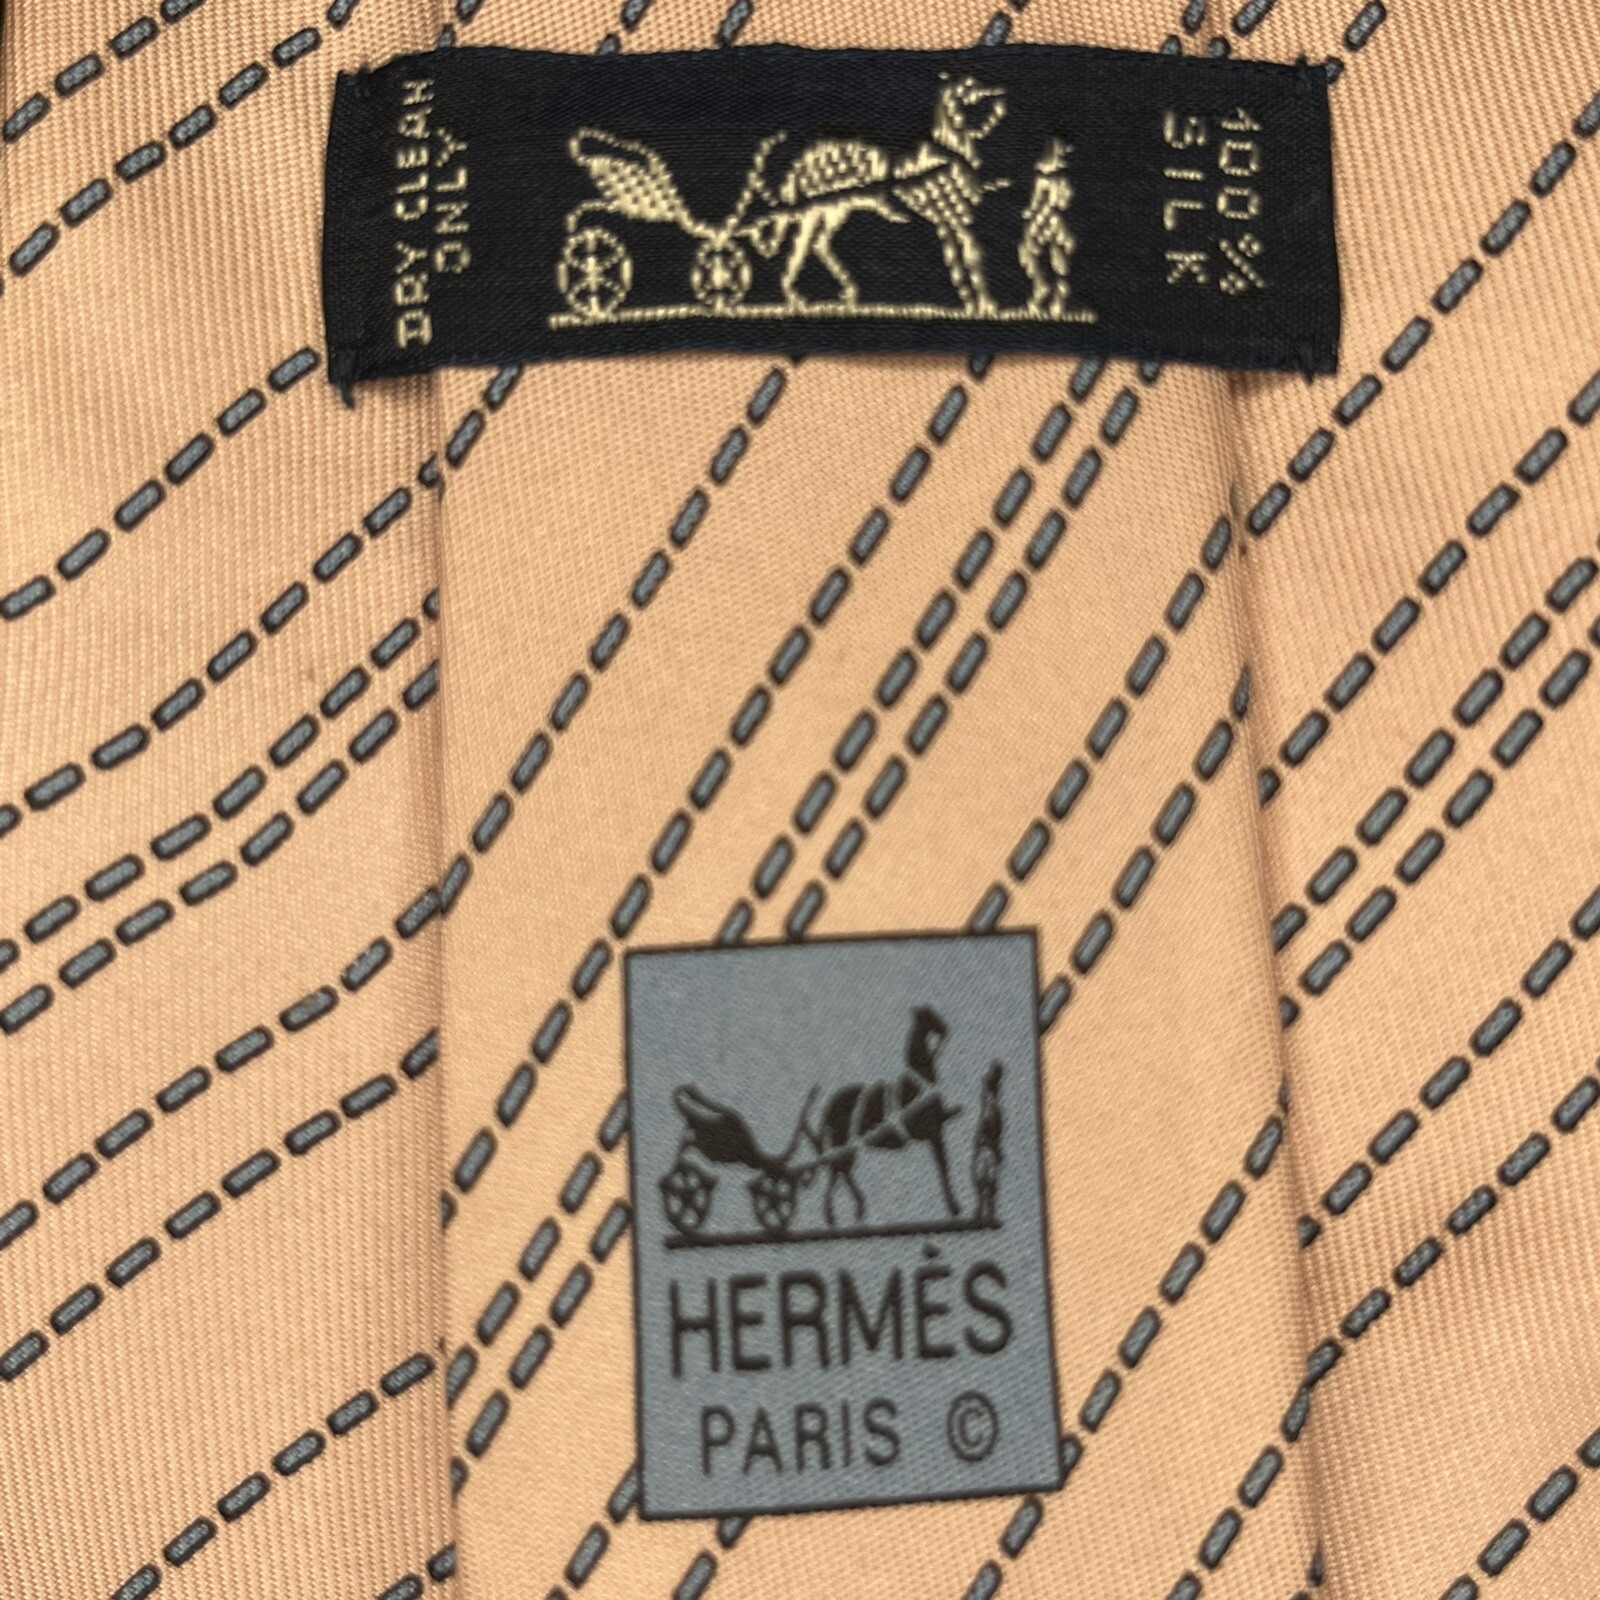 DRY CLEAN
ONLY
100%
SILK
HERMÈS
PARIS ©